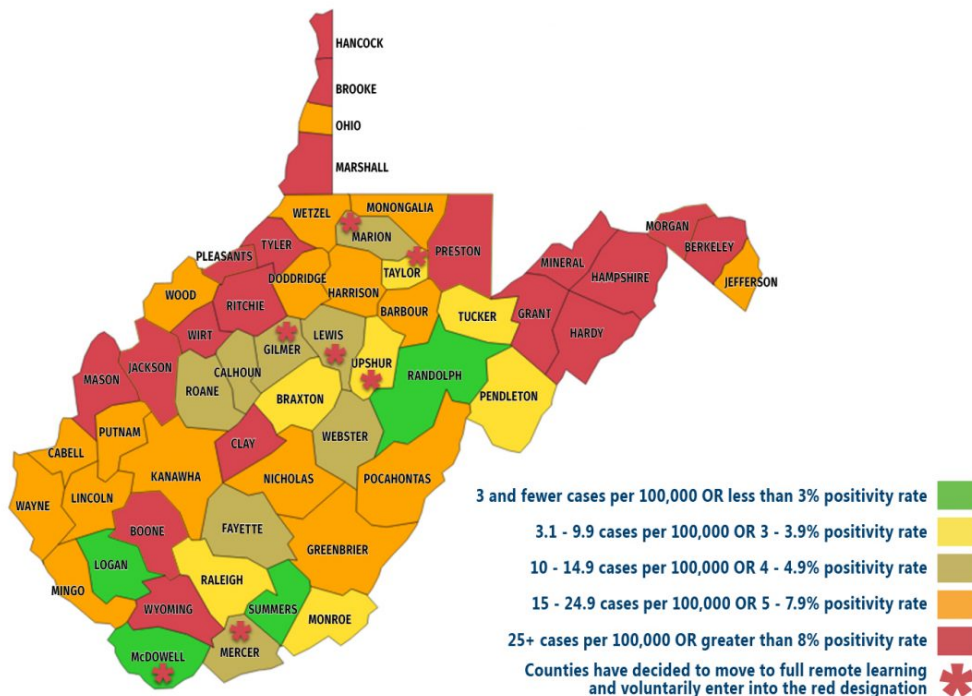 HANCOCK
BROOKE
OHIO
MARSHALL
WETZEL
MONONGALIA
MARION
TYLER
PLEASANTS
TAYLOR
PRESTON
MORGAN
BERKELEY
MINERAL
HAMPSHIRE
JEFFERSON
DODDRIDGE
WOOD
HARRISON
RITCHIE
BARBOUR
TUCKER
GRANT
HARDY
WIRT
GILMER
LEWIS
UPSHUR
JACKSON
MASON
CALHOUN
RANDOLPH
ROANE
BRAXTON
PENDLETON
PUTNAM
CLAY
WEBSTER
CABELL
KANAWHA
NICHOLAS
POCAHONTAS
LINCOLN
WAYNE
3 and fewer cases per 100,000 OR less than 3% positivity rate
BOONE
FAYETTE
3.1 - 9.9 cases per 100,000 OR 3 - 3.9% positivity rate
GREENBRIER
LOGAN
10 - 14.9 cases per 100,000 OR 4 - 4.9% positivity rate
RALEIGH
MINGO
15 - 24.9 cases per 100,000 OR 5 - 7.9% positivity rate
WYOMING
SUMMERS
MONROE
25+ cases per 100,000 OR greater than 8% positivity rate
MERCER
McDOWELL
Counties have decided to move to full remote learning
and voluntarily enter into the red designation